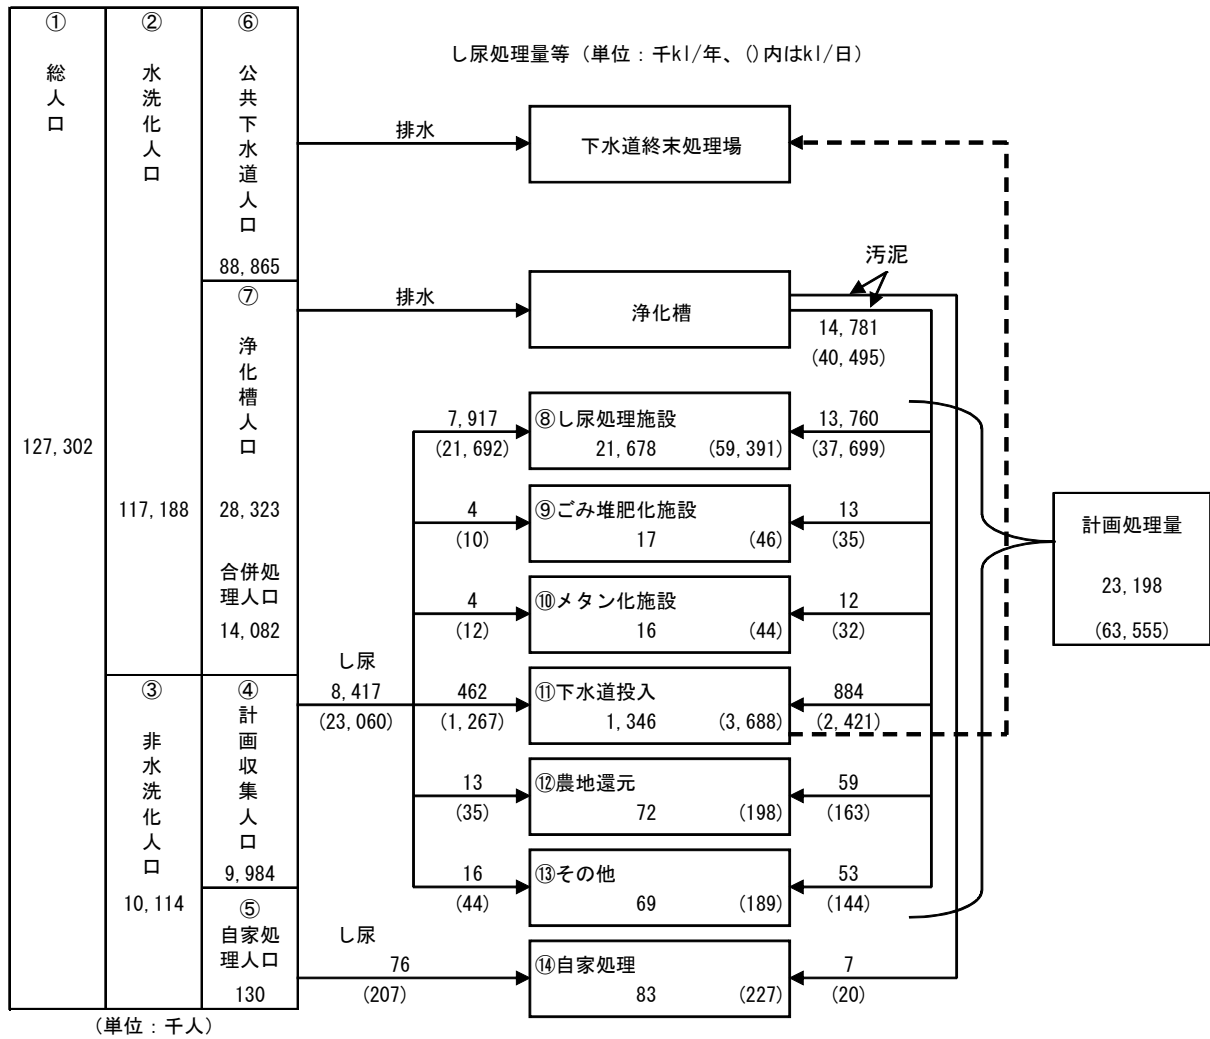 ①
総人口
127,302
②
水洗化人口
117,188
③
非水洗化人口
10,114
⑥
公共下水道人口
88,865
⑦
浄化槽人口
28,323
合併処
理人口
14,082
④
計画収集人口
9,984
⑤
自家処
理人口
130
(単位：千人)
し尿処理量等（単位：千kl/年、()内はkl/日）
排水
下水道終末処理場
排水
浄化槽
汚泥
14,781
(40,495)
し尿
8,417
(23,060)
7,917
(21,692)
⑧し尿処理施設
21,678 (59,391)
13,760
(37,699)
4
(10)
⑨ごみ堆肥化施設
17 (46)
13
(35)
4
(12)
⑩メタン化施設
16 (44)
12
(32)
462
(1,267)
⑪下水道投入
1,346 (3,688)
884
(2,421)
13
(35)
⑫農地還元
72 (198)
59
(163)
16
(44)
⑬その他
69 (189)
53
(144)
し尿
76
(207)
⑭自家処理
83 (227)
7
(20)
計画処理量
23,198
(63,555)